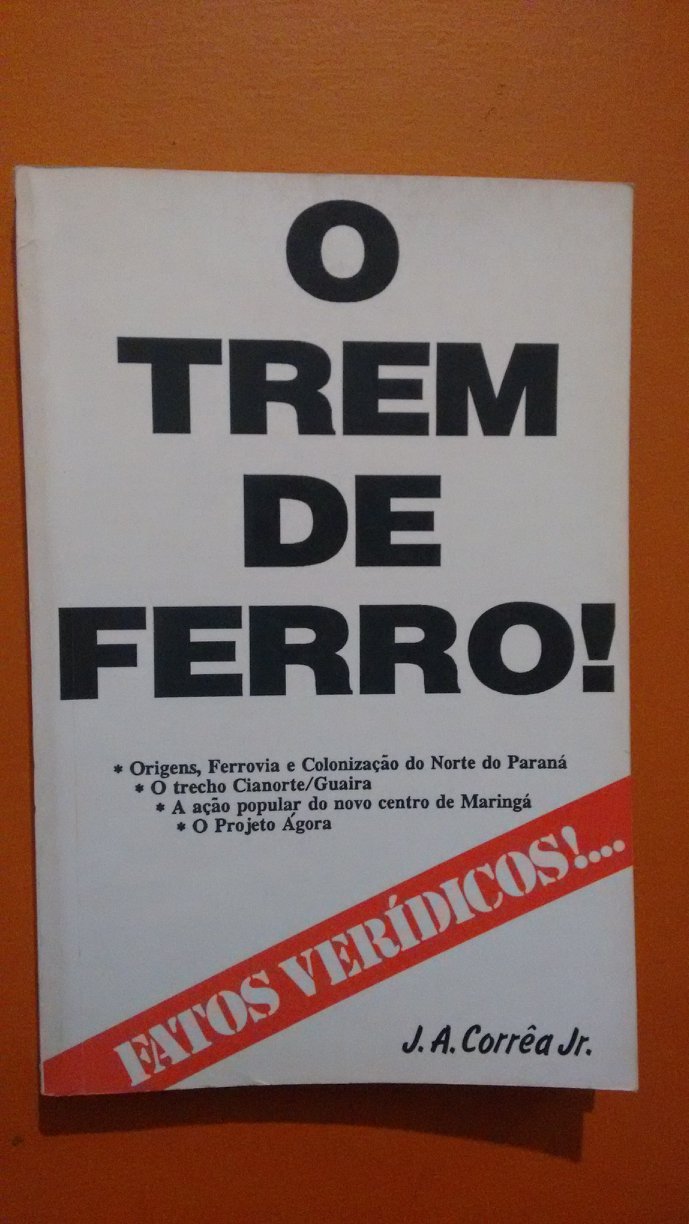 O
TREM
DE
FERRO!
* Origens, Ferrovia e Colonização do Norte do Paraná
* O trecho Cianorte/Guaira
* A ação popular do novo centro de Maringá
* O Projeto Ágora
FATOS VERÍDICOS!....
J. A. Corrêa Jr.